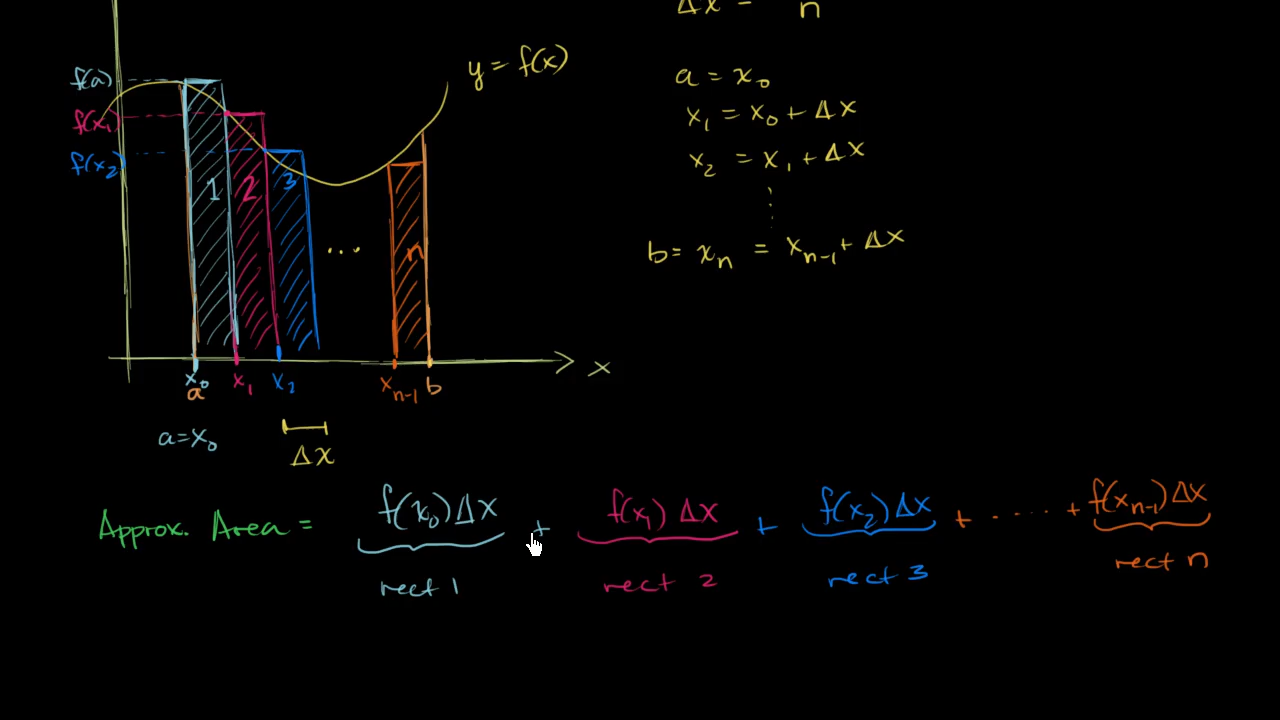 Δx = n
y = f(x)
f(a)
a = x₀
f(x₁)
x₁ = x₀ + Δx
f(x₂)
x₂ = x₁ + Δx
1 2 3 ... n
b = xₙ = xₙ₋₁ + Δx
x
x₀ x₁ x₂ xₙ₋₁ b
a
a = x₀
Δx
Approx. Area = f(x₀)Δx + f(x₁)Δx + f(x₂)Δx + ..... + f(xₙ₋₁)Δx
rect 1 rect 2 rect 3 rect n